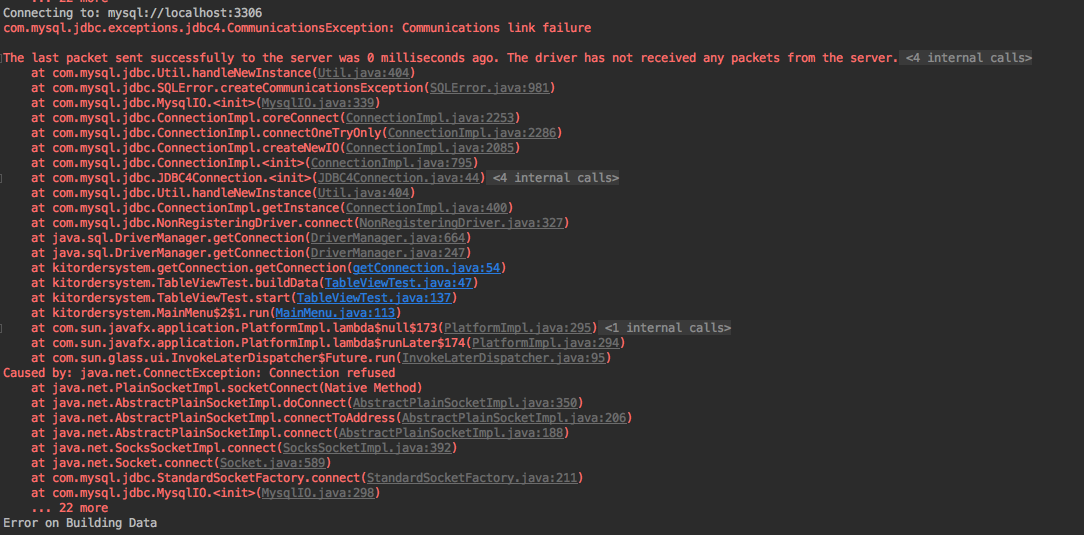 ... 22 more
Connecting to: mysql://localhost:3306
com.mysql.jdbc.exceptions.jdbc4.CommunicationsException: Communications link failure
The last packet sent successfully to the server was 0 milliseconds ago. The driver has not received any packets from the server. <4 internal calls>
at com.mysql.jdbc.Util.handleNewInstance(Util.java:404)
at com.mysql.jdbc.SQLError.createCommunicationsException(SQLError.java:981)
at com.mysql.jdbc.MysqlIO.<init>(MysqlIO.java:339)
at com.mysql.jdbc.ConnectionImpl.coreConnect(ConnectionImpl.java:2253)
at com.mysql.jdbc.ConnectionImpl.connectOneTryOnly(ConnectionImpl.java:2286)
at com.mysql.jdbc.ConnectionImpl.createNewIO(ConnectionImpl.java:2085)
at com.mysql.jdbc.ConnectionImpl.<init>(ConnectionImpl.java:795)
at com.mysql.jdbc.JDBC4Connection.<init>(JDBC4Connection.java:44) <4 internal calls>
at com.mysql.jdbc.Util.handleNewInstance(Util.java:404)
at com.mysql.jdbc.ConnectionImpl.getInstance(ConnectionImpl.java:400)
at com.mysql.jdbc.NonRegisteringDriver.connect(NonRegisteringDriver.java:327)
at java.sql.DriverManager.getConnection(DriverManager.java:664)
at java.sql.DriverManager.getConnection(DriverManager.java:247)
at kitordersystem.getConnection.getConnection(getConnection.java:54)
at kitordersystem.TableViewTest.buildData(TableViewTest.java:47)
at kitordersystem.TableViewTest.start(TableViewTest.java:137)
at kitordersystem.MainMenu$2$1.run(MainMenu.java:113)
at com.sun.javafx.application.PlatformImpl.lambda$null$173(PlatformImpl.java:295) <1 internal calls>
at com.sun.javafx.application.PlatformImpl.lambda$runLater$174(PlatformImpl.java:294)
at com.sun.glass.ui.InvokeLaterDispatcher$Future.run(InvokeLaterDispatcher.java:95)
Caused by: java.net.ConnectException: Connection refused
at java.net.PlainSocketImpl.socketConnect(Native Method)
at java.net.AbstractPlainSocketImpl.doConnect(AbstractPlainSocketImpl.java:350)
at java.net.AbstractPlainSocketImpl.connectToAddress(AbstractPlainSocketImpl.java:206)
at java.net.AbstractPlainSocketImpl.connect(AbstractPlainSocketImpl.java:188)
at java.net.SocksSocketImpl.connect(SocksSocketImpl.java:392)
at java.net.Socket.connect(Socket.java:589)
at com.mysql.jdbc.StandardSocketFactory.connect(StandardSocketFactory.java:211)
at com.mysql.jdbc.MysqlIO.<init>(MysqlIO.java:298)
... 22 more
Error on Building Data